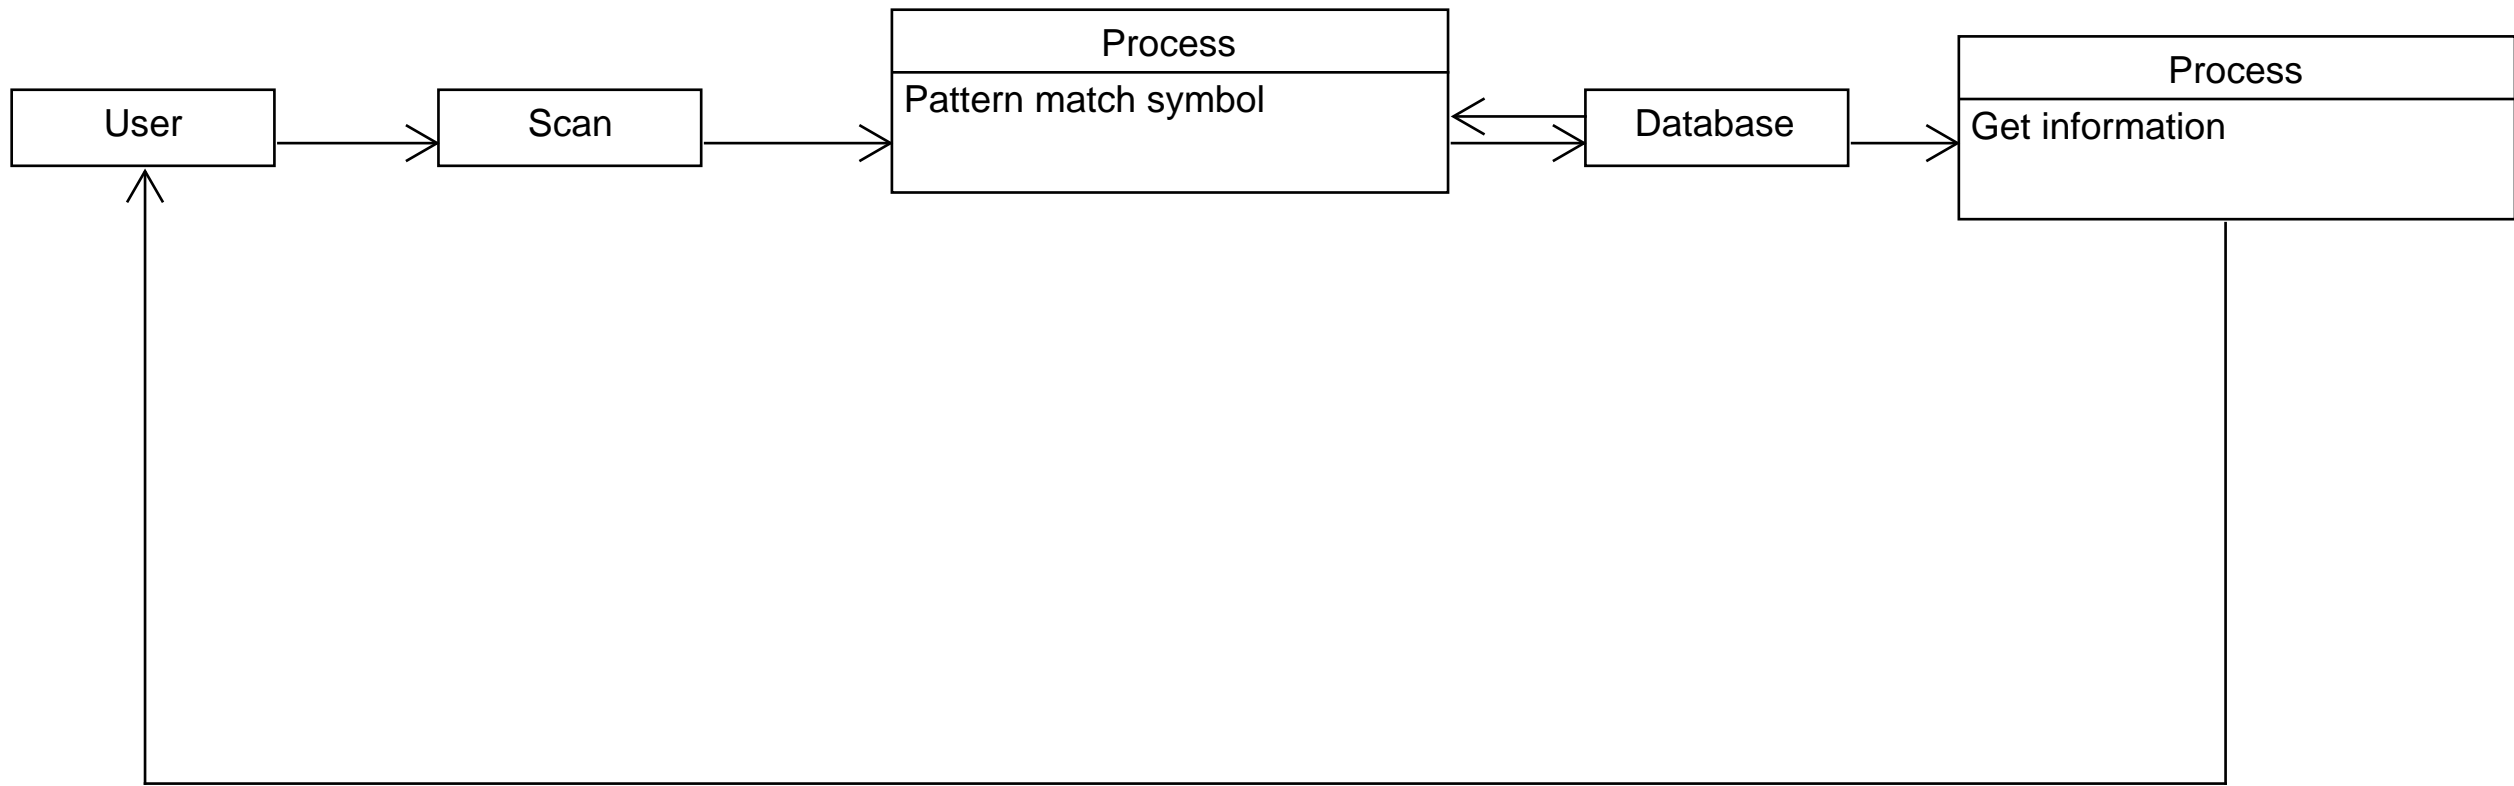 User
Scan
Process
Pattern match symbol
Database
Process
Get information